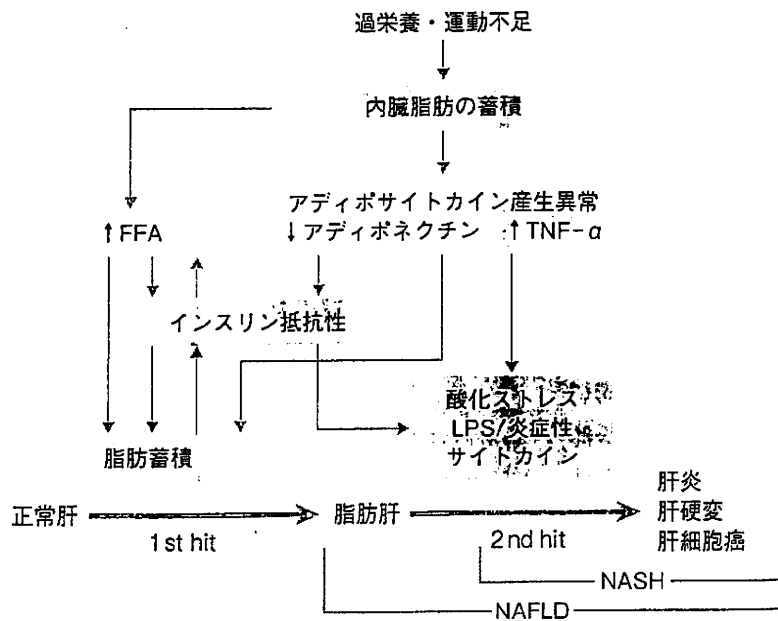 過栄養・運動不足
内臓脂肪の蓄積
アディポサイトカイン産生異常
↑FFA
↓アディポネクチン ↑TNF-α
インスリン抵抗性
酸化ストレス
LPS/炎症性
サイトカイン
脂肪蓄積
正常肝
1st hit
脂肪肝
2nd hit
肝炎
肝硬変
肝細胞癌
NASH
NAFLD